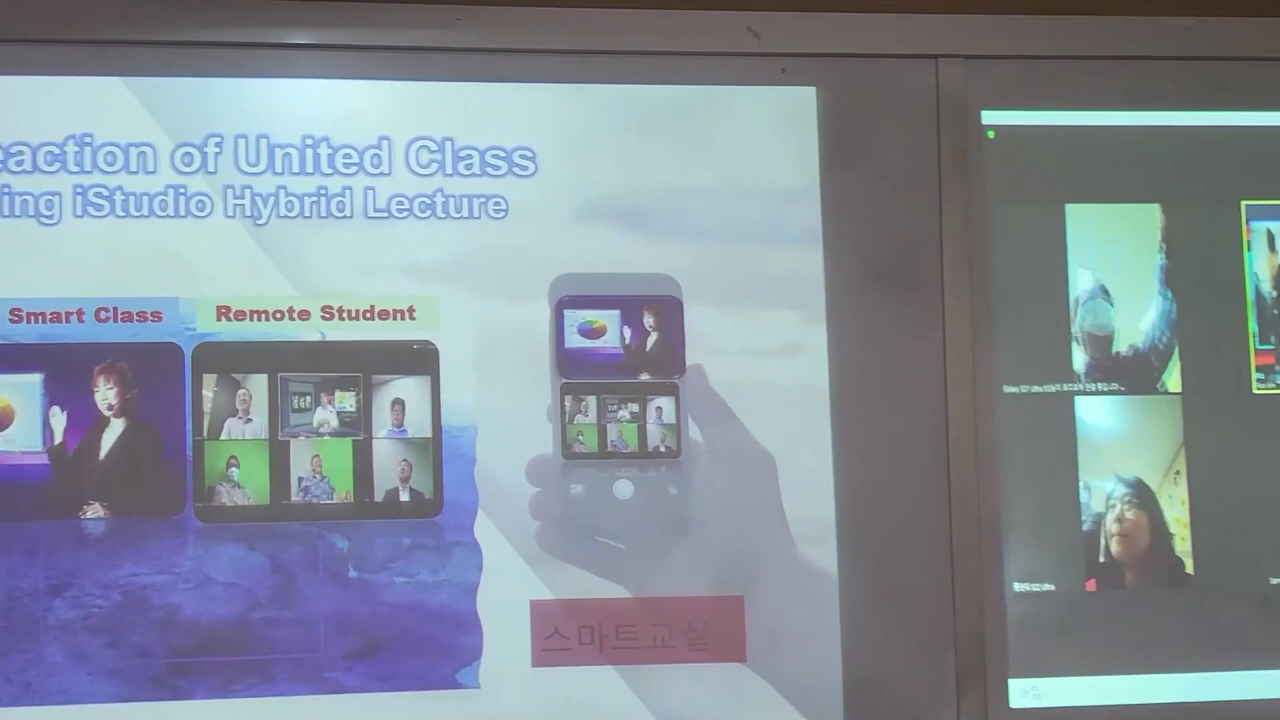 eaction of United Class
ing iStudio Hybrid Lecture
Smart Class
Remote Student
스마트교실